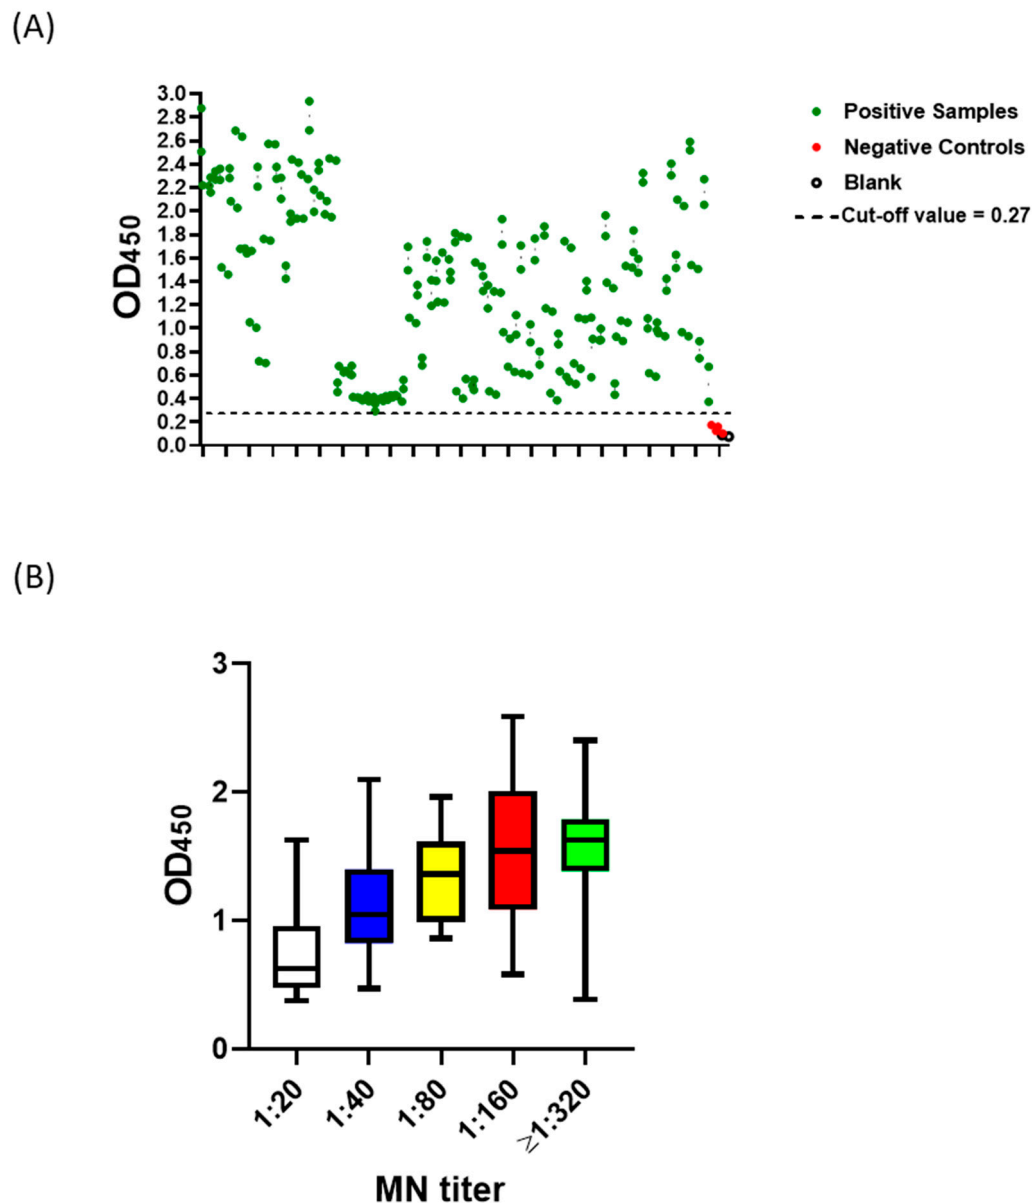 (A)
3.0
2.8
2.6
2.4
2.2
2.0
1.8
1.6
1.4
1.2
1.0
0.8
0.6
0.4
0.2
0.0
OD450
Positive Samples
Negative Controls
Blank
Cut-off value = 0.27
(B)
3
2
1
0
OD450
1:20
1:40
1:80
1:160
≥1:320
MN titer